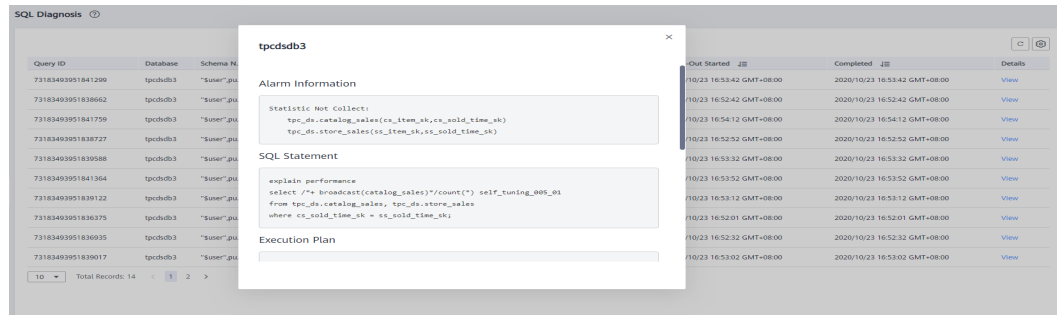 SQL Diagnosis
tpcdsdb3
Alarm Information
Statistic Not Collect:
tpc_ds.catalog_sales(cs_item_sk,cs_sold_time_sk)
tpc_ds.store_sales(ss_item_sk,ss_sold_time_sk)
SQL Statement
explain performance
select /*+ broadcast(catalog_sales)*/count(*) self_tuning_005_01
from tpc_ds.catalog_sales, tpc_ds.store_sales
where cs_sold_time_sk = ss_sold_time_sk;
Execution Plan
Query ID Database Schema N. -Out Started Completed Details
73183493951841299 tpcdsdb3 "$user",pu. /10/23 16:53:42 GMT+08:00 2020/10/23 16:53:42 GMT+08:00 View
73183493951838662 tpcdsdb3 "$user",pu. /10/23 16:52:42 GMT+08:00 2020/10/23 16:52:42 GMT+08:00 View
73183493951841759 tpcdsdb3 "$user",pu. /10/23 16:54:12 GMT+08:00 2020/10/23 16:54:12 GMT+08:00 View
73183493951838727 tpcdsdb3 "$user",pu. /10/23 16:52:52 GMT+08:00 2020/10/23 16:52:52 GMT+08:00 View
73183493951839588 tpcdsdb3 "$user",pu. /10/23 16:53:32 GMT+08:00 2020/10/23 16:53:32 GMT+08:00 View
73183493951841364 tpcdsdb3 "$user",pu. /10/23 16:53:52 GMT+08:00 2020/10/23 16:53:52 GMT+08:00 View
73183493951839122 tpcdsdb3 "$user",pu. /10/23 16:53:12 GMT+08:00 2020/10/23 16:53:12 GMT+08:00 View
73183493951836375 tpcdsdb3 "$user",pu. /10/23 16:52:01 GMT+08:00 2020/10/23 16:52:01 GMT+08:00 View
73183493951836935 tpcdsdb3 "$user",pu. /10/23 16:52:32 GMT+08:00 2020/10/23 16:52:32 GMT+08:00 View
73183493951839017 tpcdsdb3 "$user",pu. /10/23 16:53:02 GMT+08:00 2020/10/23 16:53:02 GMT+08:00 View
10 Total Records: 14 < 1 2 >